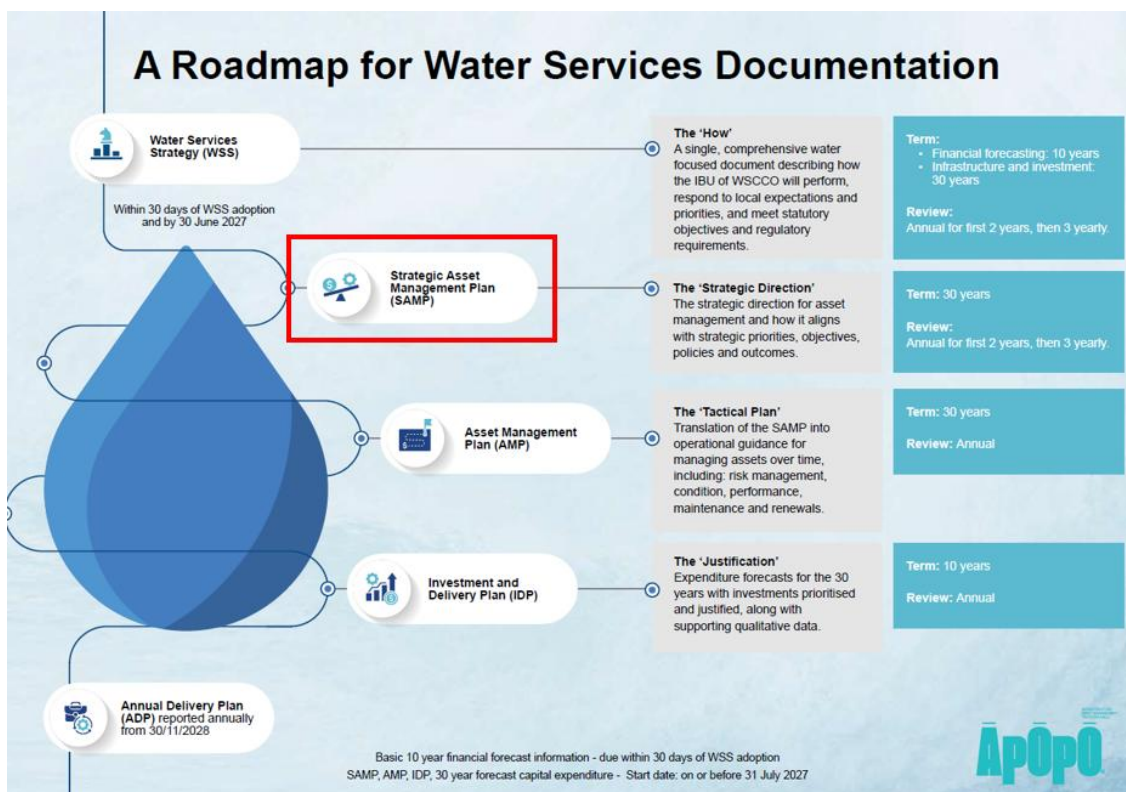 A Roadmap for Water Services Documentation
Water Services
Strategy (WSS)
Within 30 days of WSS adoption
and by 30 June 2027
The ‘How’
A single, comprehensive water
focused document describing how
the IBU of WSCCO will perform,
respond to local expectations and
priorities, and meet statutory
objectives and regulatory
requirements.
Term:
• Financial forecasting: 10 years
• Infrastructure and investment:
30 years
Review:
Annual for first 2 years, then 3 yearly.
Strategic Asset
Management Plan
(SAMP)
The ‘Strategic Direction’
The strategic direction for asset
management and how it aligns
with strategic priorities, objectives,
policies and outcomes.
Term: 30 years
Review:
Annual for first 2 years, then 3 yearly.
Asset Management
Plan (AMP)
The ‘Tactical Plan’
Translation of the SAMP into
operational guidance for
managing assets over time,
including: risk management,
condition, performance,
maintenance and renewals.
Term: 30 years
Review: Annual
Investment and
Delivery Plan (IDP)
The ‘Justification’
Expenditure forecasts for the 30
years with investments prioritised
and justified, along with
supporting qualitative data.
Term: 10 years
Review: Annual
Annual Delivery Plan
(ADP) reported annually
from 30/11/2028
Basic 10 year financial forecast information - due within 30 days of WSS adoption
SAMP, AMP, IDP, 30 year forecast capital expenditure - Start date: on or before 31 July 2027
ĀpŌpŌ